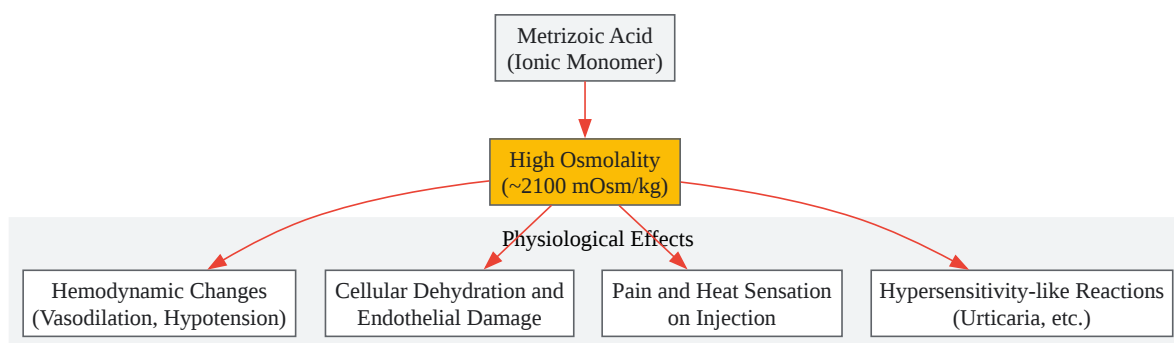 Metrizoic Acid
(Ionic Monomer)
High Osmolality
(~2100 mOsm/kg)
Physiological Effects
Hemodynamic Changes
(Vasodilation, Hypotension)
Cellular Dehydration and
Endothelial Damage
Pain and Heat Sensation
on Injection
Hypersensitivity-like Reactions
(Urticaria, etc.)